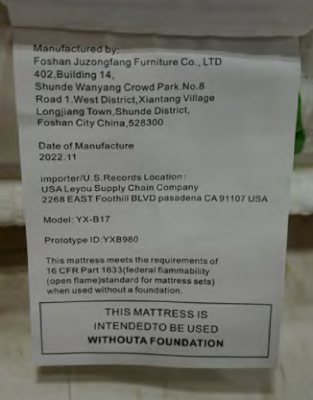 Manufactured by:
Foshan Juzongfang Furniture Co., LTD
402,Building 14,
Shunde Wanyang Crowd Park.No.8
Road 1.West District,Xiantang Village
Longjiang Town,Shunde District,
Foshan City China,528300
Date of Manufacture
2022.11
importer/U.S.Records Location:
USA Leyou Supply Chain Company
2268 EAST Foothill BLVD pasadena CA 91107 USA
Model: YX-B17
Prototype ID:YXB980
This mattress meets the requirements of
16 CFR Part 1633(federal flammability
(open flame)standard for mattress sets)
when used without a foundation.
THIS MATTRESS IS
INTENDEDTO BE USED
WITHOUTA FOUNDATION